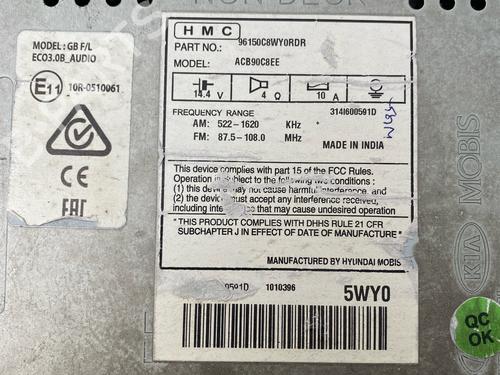 NON-DECK
MODEL : GB F/L
ECO3.0B_AUDIO
E11 10R-0510061
CE
EAC
HMC
PART NO.: 96150C8WY0RDR
MODEL: ACB90C8EE
14.4 V
4 Ω
10 A
FREQUENCY RANGE 314I600591D
AM: 522-1620 KHz
FM: 87.5-108.0 MHz
MADE IN INDIA
This device complies with part 15 of the FCC Rules.
Operation is subject to the following two conditions :
(1) this device may not cause harmful interference, and
(2) this device must accept any interference received,
including interference that may cause undesired operation
* THIS PRODUCT COMPLIES WITH DHHS RULE 21 CFR
SUBCHAPTER J IN EFFECT OF DATE OF MANUFACTURE *
MANUFACTURED BY HYUNDAI MOBIS
0591D 1010396 5WY0
KIA MOBIS
KIA
QC
OK